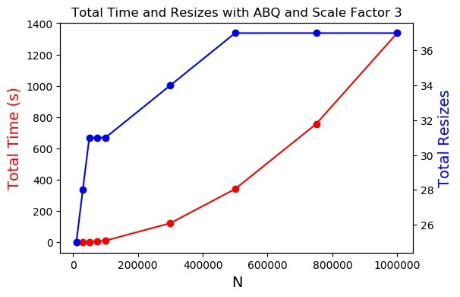 Total Time and Resizes with ABQ and Scale Factor 3
1400
1200
1000
800
600
400
200
0
Total Time (s)
36
34
32
30
28
26
Total Resizes
0 200000 400000 600000 800000 1000000
N